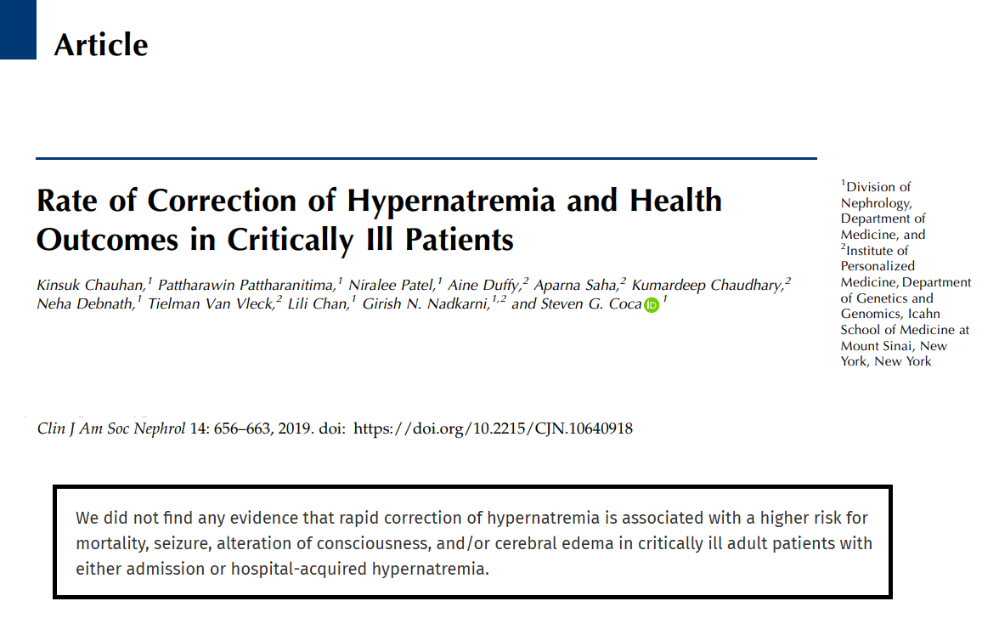 Article
Rate of Correction of Hypernatremia and Health
Outcomes in Critically Ill Patients
Kinsuk Chauhan,1 Pattharawin Pattharanitima,1 Niralee Patel,1 Aine Duffy,2 Aparna Saha,2 Kumardeep Chaudhary,2
Neha Debnath,1 Tielman Van Vleck,2 Lili Chan,1 Girish N. Nadkarni,1,2 and Steven G. Coca iD 1
1Division of
Nephrology,
Department of
Medicine, and
2Institute of
Personalized
Medicine, Department
of Genetics and
Genomics, Icahn
School of Medicine at
Mount Sinai, New
York, New York
Clin J Am Soc Nephrol 14: 656–663, 2019. doi: https://doi.org/10.2215/CJN.10640918
We did not find any evidence that rapid correction of hypernatremia is associated with a higher risk for
mortality, seizure, alteration of consciousness, and/or cerebral edema in critically ill adult patients with
either admission or hospital-acquired hypernatremia.